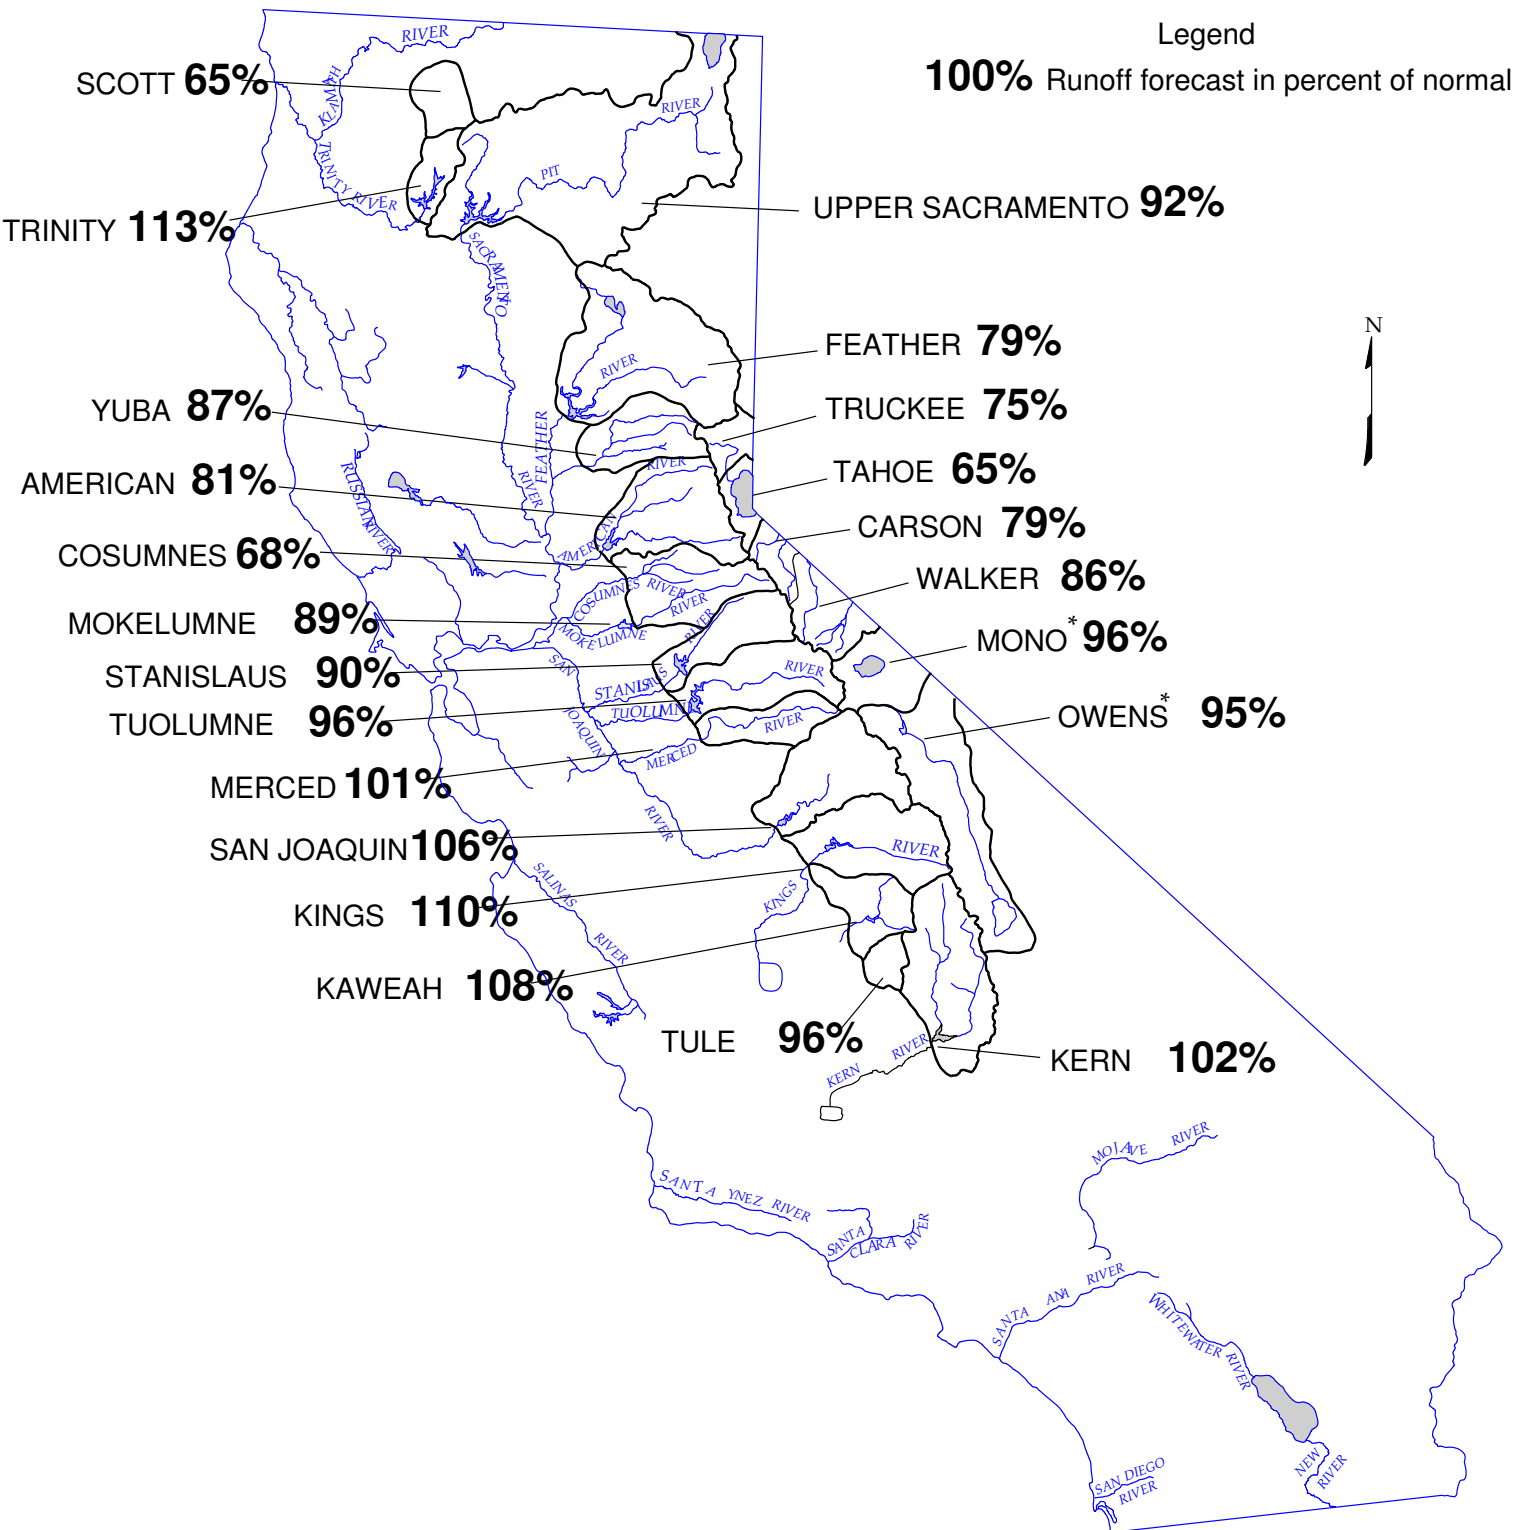 Legend
100% Runoff forecast in percent of normal
RIVER
KLAMATH
SCOTT 65%
RIVER
TRINITY RIVER
PIT
TRINITY 113%
UPPER SACRAMENTO 92%
SACRAMENTO
N
FEATHER 79%
RIVER
YUBA 87%
TRUCKEE 75%
FEATHER
RIVER
RIVER
TAHOE 65%
AMERICAN 81%
RUSSIAN RIVER
AMERICAN
CARSON 79%
COSUMNES 68%
WALKER 86%
COSUMNES RIVER
RIVER
MOKELUMNE 89%
MOKELUMNE
RIVER
MONO* 96%
SAN
STANISLAUS 90%
STANISLAUS
RIVER
TUOLUMNE 96%
TUOLUMNE
JOAQUIN
RIVER
OWENS* 95%
MERCED
MERCED 101%
RIVER
SAN JOAQUIN 106%
RIVER
SALINAS
KINGS
KINGS 110%
RIVER
KAWEAH 108%
TULE 96%
RIVER
KERN
KERN 102%
MOJAVE RIVER
SANTA YNEZ RIVER
SANTA
CLARA RIVER
SANTA ANA RIVER
WHITEWATER RIVER
NEW
RIVER
SAN DIEGO
RIVER